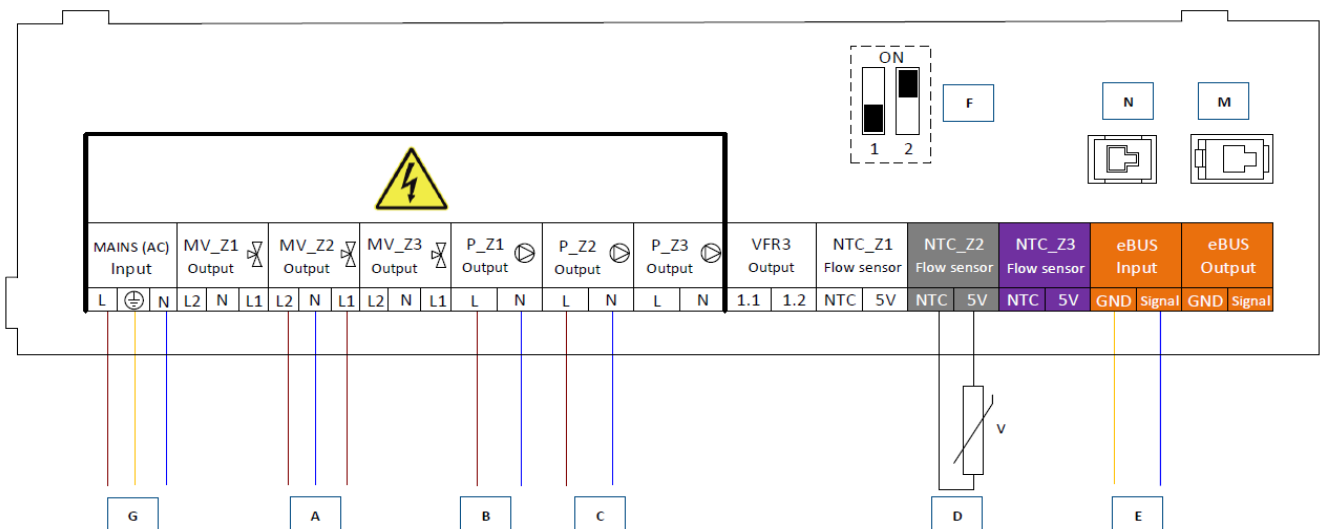 ON
1 2
F
N
M
MAINS (AC)
Input
L N
MV_Z1
Output
L2 N L1
MV_Z2
Output
L2 N L1
MV_Z3
Output
L2 N L1
P_Z1
Output
L N
P_Z2
Output
L N
P_Z3
Output
L N
VFR3
Output
1.1 1.2
NTC_Z1
Flow sensor
NTC 5V
NTC_Z2
Flow sensor
NTC 5V
NTC_Z3
Flow sensor
NTC 5V
eBUS
Input
GND Signal
eBUS
Output
GND Signal
V
G
A
B
C
D
E